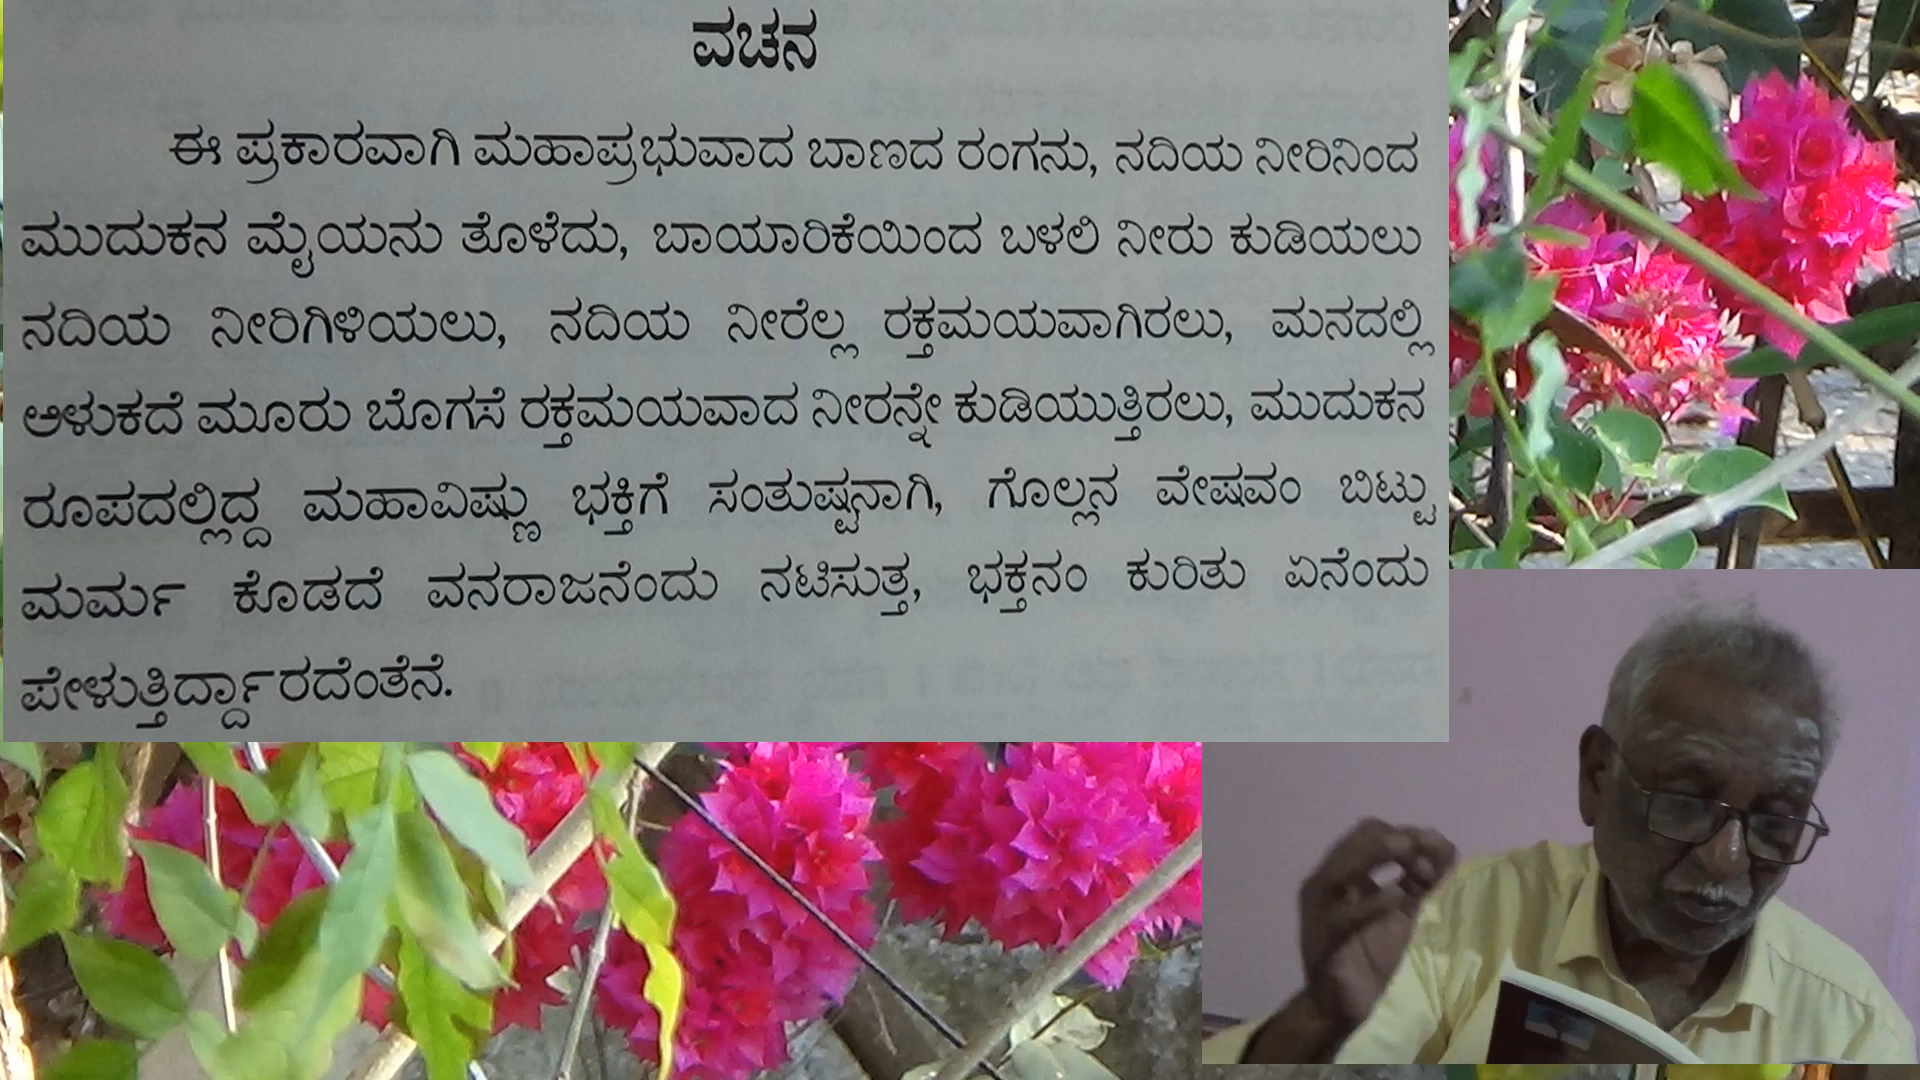 ವಚನ
ಈ ಪ್ರಕಾರವಾಗಿ ಮಹಾಪ್ರಭುವಾದ ಬಾಣದ ರಂಗನು, ನದಿಯ ನೀರಿನಿಂದ
ಮುದುಕನ ಮೈಯನು ತೊಳೆದು, ಬಾಯಾರಿಕೆಯಿಂದ ಬಳಲಿ ನೀರು ಕುಡಿಯಲು
ನದಿಯ ನೀರಿಗಿಳಿಯಲು, ನದಿಯ ನೀರೆಲ್ಲ ರಕ್ತಮಯವಾಗಿರಲು, ಮನದಲ್ಲಿ
ಅಳುಕದೆ ಮೂರು ಬೊಗಸೆ ರಕ್ತಮಯವಾದ ನೀರನ್ನೇ ಕುಡಿಯುತ್ತಿರಲು, ಮುದುಕನ
ರೂಪದಲ್ಲಿದ್ದ ಮಹಾವಿಷ್ಣು ಭಕ್ತಿಗೆ ಸಂತುಷ್ಟನಾಗಿ, ಗೊಲ್ಲನ ವೇಷವಂ ಬಿಟ್ಟು
ಮರ್ಮ ಕೊಡದೆ ವನರಾಜನೆಂದು ನಟಿಸುತ್ತ, ಭಕ್ತನಂ ಕುರಿತು ಏನೆಂದು
ಪೇಳುತ್ತಿರ್ದ್ದಾರದೆಂತೆನೆ.